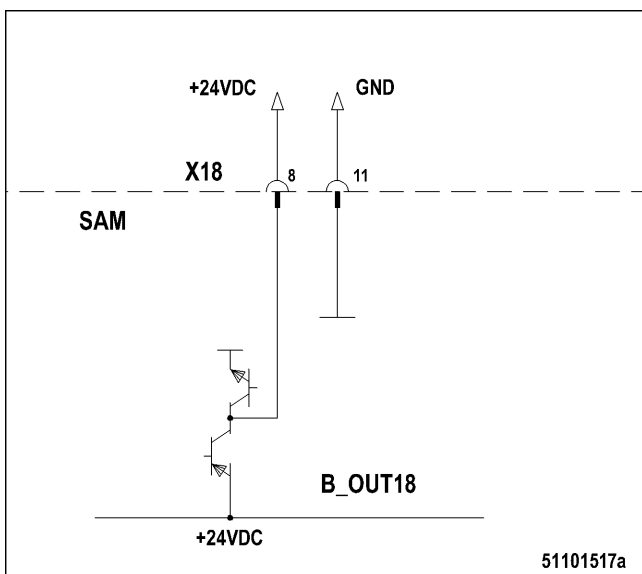 +24VDC GND
X18 8 11
SAM
B_OUT18
+24VDC
51101517a